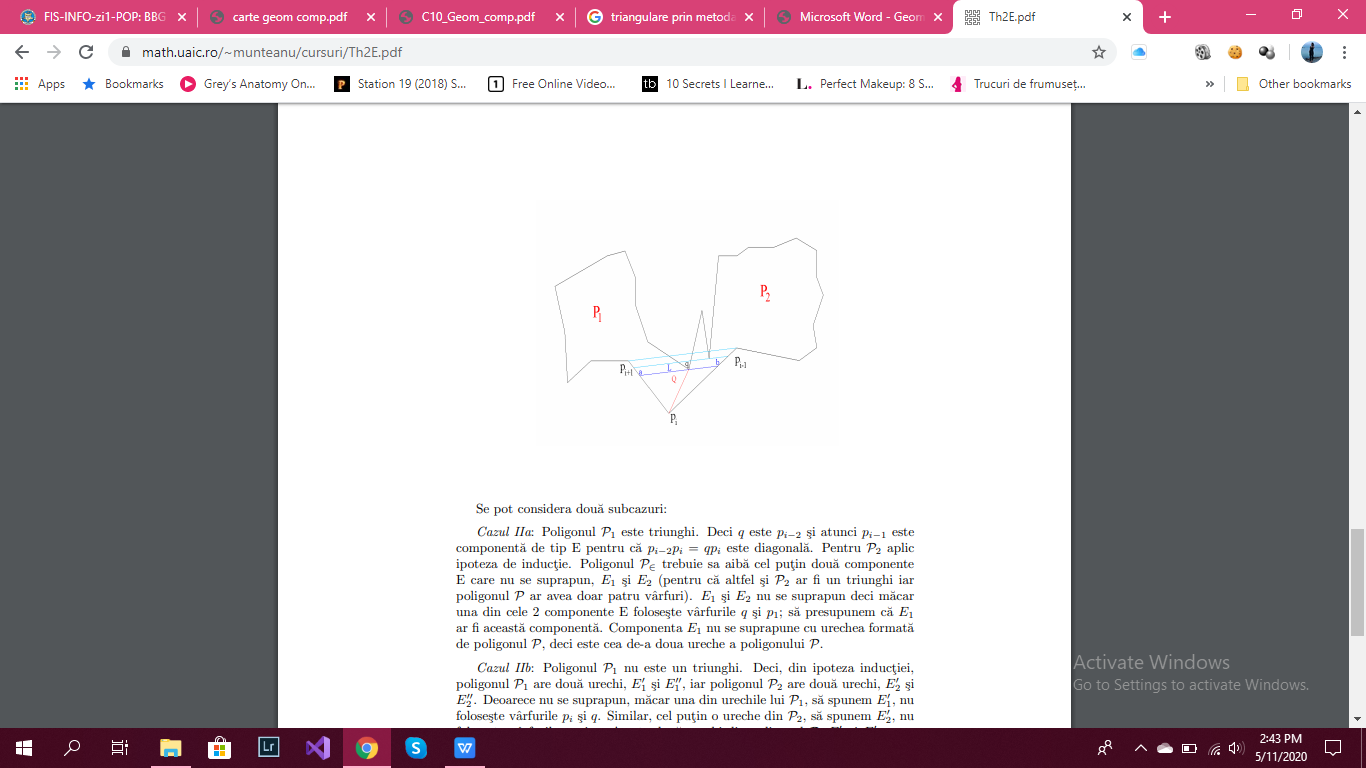 FIS-INFO-zi1-POP: BBG
carte geom comp.pdf
C10_Geom_comp.pdf
triangulare prin metoda
Microsoft Word - Geom
Th2E.pdf
math.uaic.ro/~munteanu/cursuri/Th2E.pdf
Apps
Bookmarks
Grey's Anatomy On...
Station 19 (2018) S...
Free Online Video...
10 Secrets I Learne...
Perfect Makeup: 8 S...
Trucuri de frumuseț...
»
Other bookmarks
P1
P2
pi+1
a
L
q
b
pi-1
Q
pi
Se pot considera două subcazuri:
Cazul IIa: Poligonul P1 este triunghi. Deci q este pi−2 şi atunci pi−1 este
componentă de tip E pentru că pi−2pi = qpi este diagonală. Pentru P2 aplic
ipoteza de inducţie. Poligonul P∈ trebuie sa aibă cel puţin două componente
E care nu se suprapun, E1 şi E2 (pentru că altfel şi P2 ar fi un triunghi iar
poligonul P ar avea doar patru vârfuri). E1 şi E2 nu se suprapun deci măcar
una din cele 2 componente E foloseşte vârfurile q şi p1; să presupunem că E1
ar fi această componentă. Componenta E1 nu se suprapune cu urechea formată
de poligonul P, deci este cea de-a doua ureche a poligonului P.
Cazul IIb: Poligonul P1 nu este un triunghi. Deci, din ipoteza inducţiei,
poligonul P1 are două urechi, E′1 şi E′′1, iar poligonul P2 are două urechi, E′2 şi
E′′2. Deoarece nu se suprapun, măcar una din urechile lui P1, să spunem E′1, nu
foloseşte vârfurile pi şi q. Similar, cel puţin o ureche din P2, să spunem E′2, nu
Activate Windows
Go to Settings to activate Windows.
2:43 PM
5/11/2020